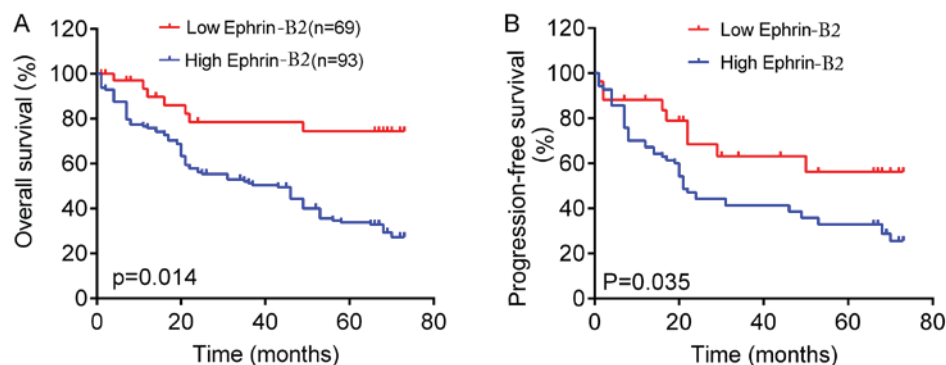 A
Low Ephrin-B2(n=69)
High Ephrin-B2(n=93)
Overall survival (%)
120
100
80
60
40
20
0
p=0.014
0 20 40 60 80
Time (months)
B
Low Ephrin-B2
High Ephrin-B2
Progression-free survival
(%)
120
100
80
60
40
20
0
P=0.035
0 20 40 60 80
Time (months)